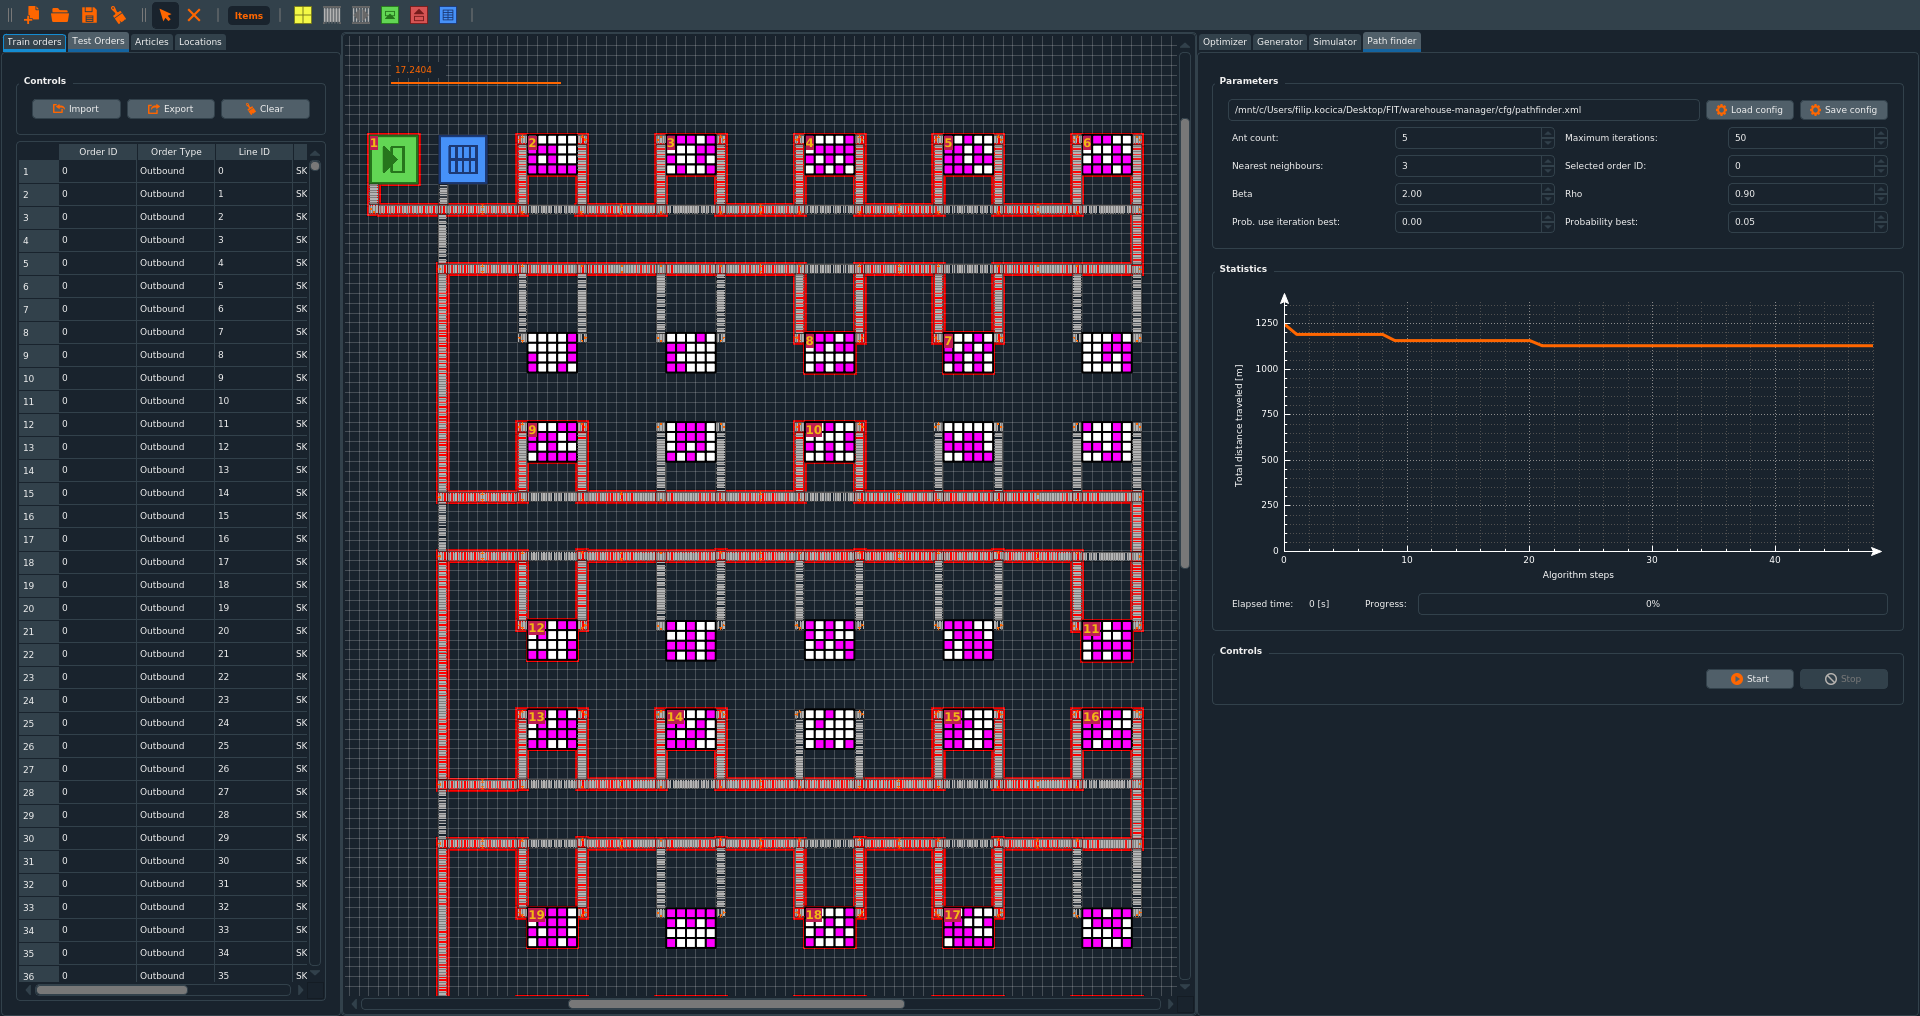 Items
Train orders Test Orders Articles Locations
Controls
Import Export Clear
Order ID Order Type Line ID
1 0 Outbound 0 SK
2 0 Outbound 1 SK
3 0 Outbound 2 SK
4 0 Outbound 3 SK
5 0 Outbound 4 SK
6 0 Outbound 5 SK
7 0 Outbound 6 SK
8 0 Outbound 7 SK
9 0 Outbound 8 SK
10 0 Outbound 9 SK
11 0 Outbound 10 SK
12 0 Outbound 11 SK
13 0 Outbound 12 SK
14 0 Outbound 13 SK
15 0 Outbound 14 SK
16 0 Outbound 15 SK
17 0 Outbound 16 SK
18 0 Outbound 17 SK
19 0 Outbound 18 SK
20 0 Outbound 19 SK
21 0 Outbound 20 SK
22 0 Outbound 21 SK
23 0 Outbound 22 SK
24 0 Outbound 23 SK
25 0 Outbound 24 SK
26 0 Outbound 25 SK
27 0 Outbound 26 SK
28 0 Outbound 27 SK
29 0 Outbound 28 SK
30 0 Outbound 29 SK
31 0 Outbound 30 SK
32 0 Outbound 31 SK
33 0 Outbound 32 SK
34 0 Outbound 33 SK
35 0 Outbound 34 SK
36 0 Outbound 35 SK
17.2404
1 2 3 4 5 6
8 7
9 10
12 11
13 14 15 16
19 18 17
Optimizer Generator Simulator Path finder
Parameters
/mnt/c/Users/filip.kocica/Desktop/FIT/warehouse-manager/cfg/pathfinder.xml Load config Save config
Ant count: 5 Maximum iterations: 50
Nearest neighbours: 3 Selected order ID: 0
Beta 2.00 Rho 0.90
Prob. use iteration best: 0.00 Probability best: 0.05
Statistics
Total distance traveled [m]
1250
1000
750
500
250
0
0 10 20 30 40
Algorithm steps
Elapsed time: 0 [s] Progress: 0%
Controls
Start Stop